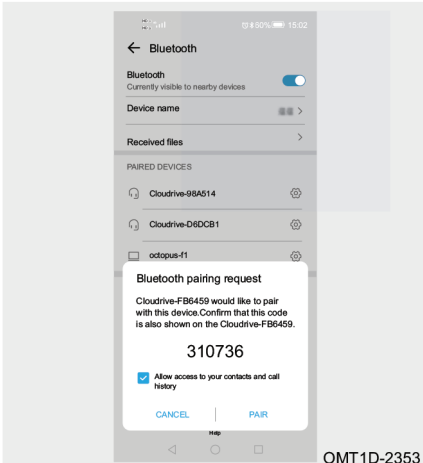 50% 15:02
Bluetooth
Bluetooth
Currently visible to nearby devices
Device name
Received files
PAIRED DEVICES
Cloudrive-98A514
Cloudrive-D6DCB1
octopus-f1
Bluetooth pairing request
Cloudrive-FB6459 would like to pair
with this device.Confirm that this code
is also shown on the Cloudrive-FB6459.
310736
Allow access to your contacts and call
history
CANCEL PAIR
Help
OMT1D-2353